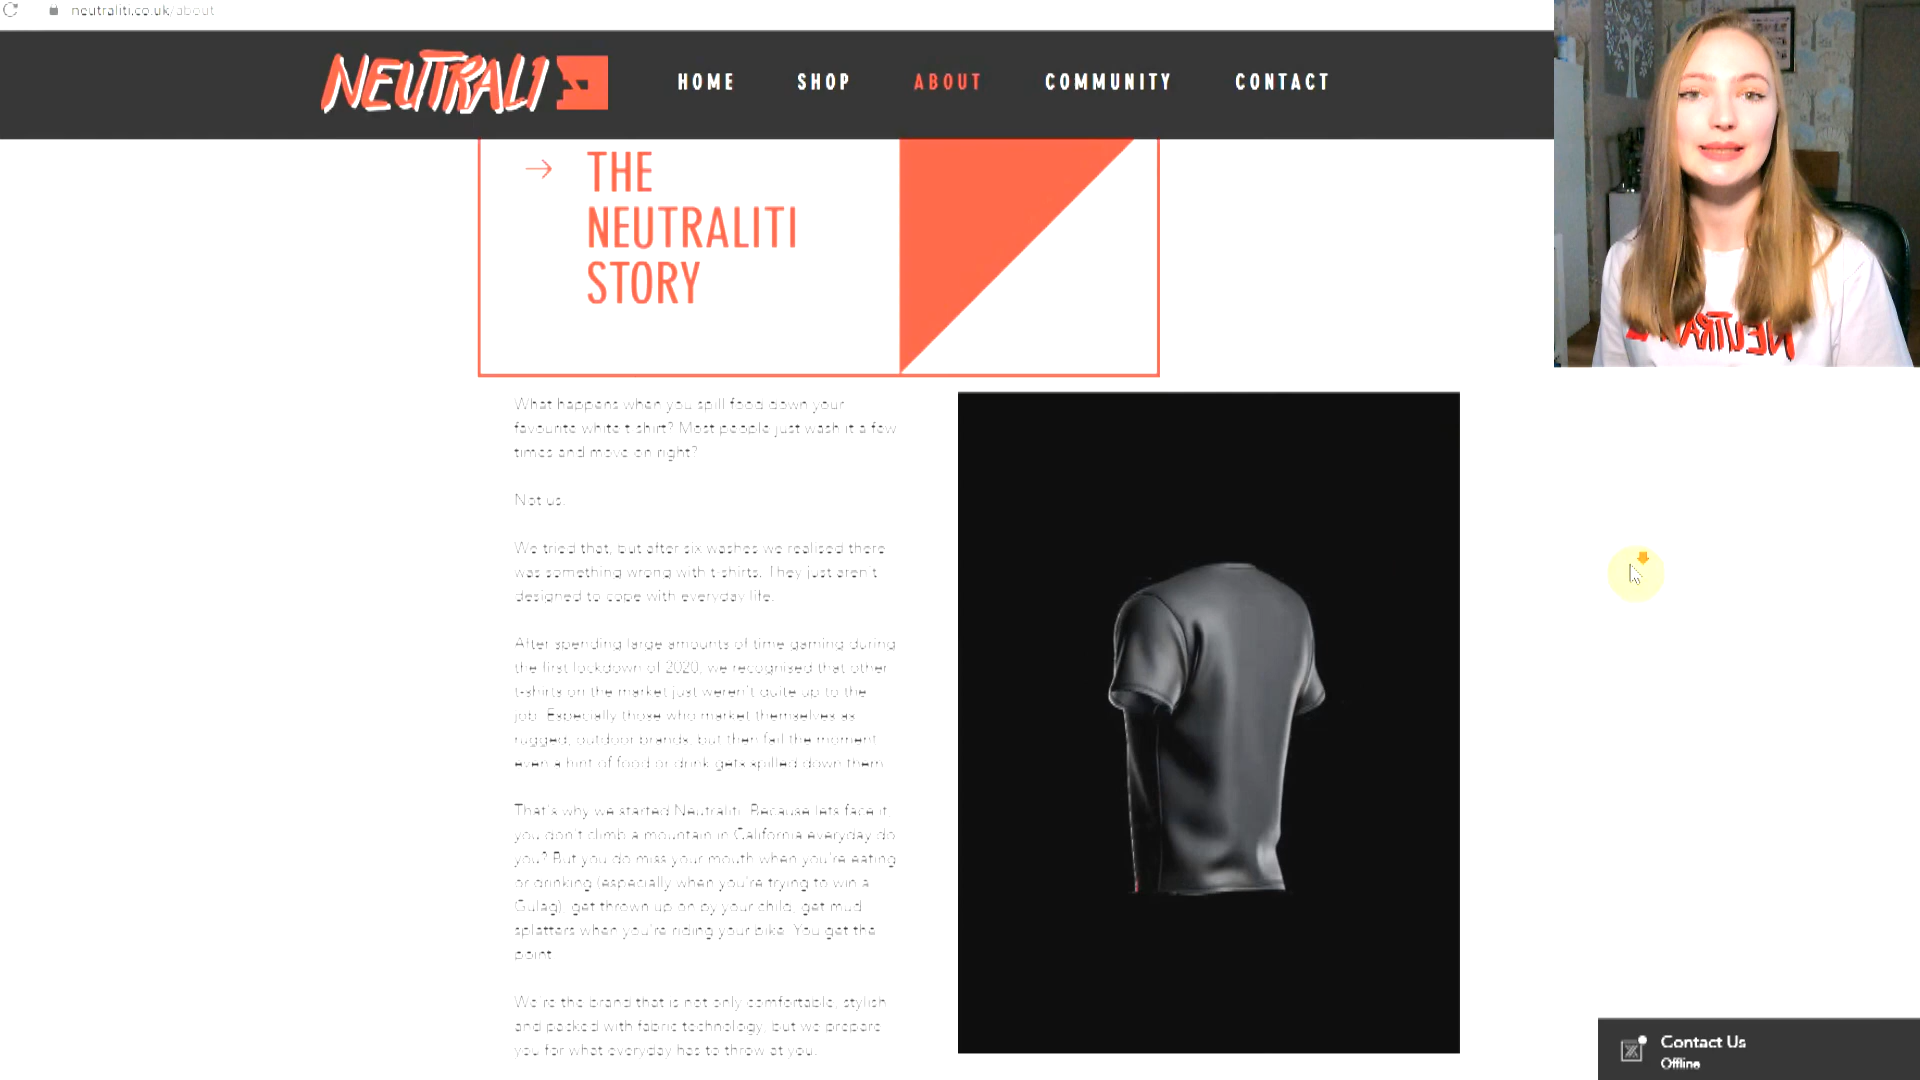 neutraliti.co.uk/about
NEUTRALI
HOME
SHOP
ABOUT
COMMUNITY
CONTACT
THE
NEUTRALITI
STORY
What happens when you spill food down your
favourite white t-shirt? Most people just wash it a few
times and move on right?
Not us.
We tried that, but after six washes we realised there
was something wrong with t-shirts. They just aren't
designed to cope with everyday life.
After spending large amounts of time gaming during
the first lockdown of 2020, we recognised that other
t-shirts on the market just weren't quite up to the
job. Especially those who market themselves as
rugged, outdoor brands, but then fail the moment
even a hint of food or drink gets spilled down them.
That's why we started Neutraliti. Because lets face it,
you don't climb a mountain in California everyday do
you? But you do miss your mouth when you're eating
or drinking (especially when you're trying to win a
Gulag), get thrown up on by your child, get mud
splatters when you're riding your bike. You get the
point.
We're the brand that is not only comfortable, stylish
and packed with fabric technology, but we prepare
you for what everyday has to throw at you.
Contact Us
Offline